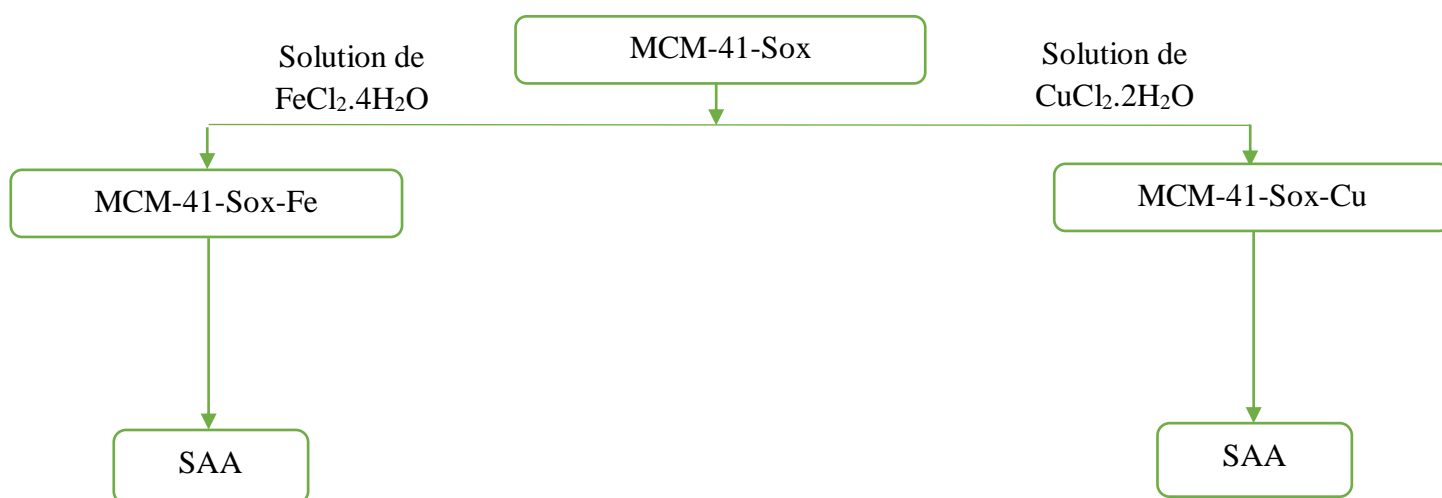 MCM-41-Sox
Solution de
FeCl₂.4H₂O
Solution de
CuCl₂.2H₂O
MCM-41-Sox-Fe
MCM-41-Sox-Cu
SAA
SAA